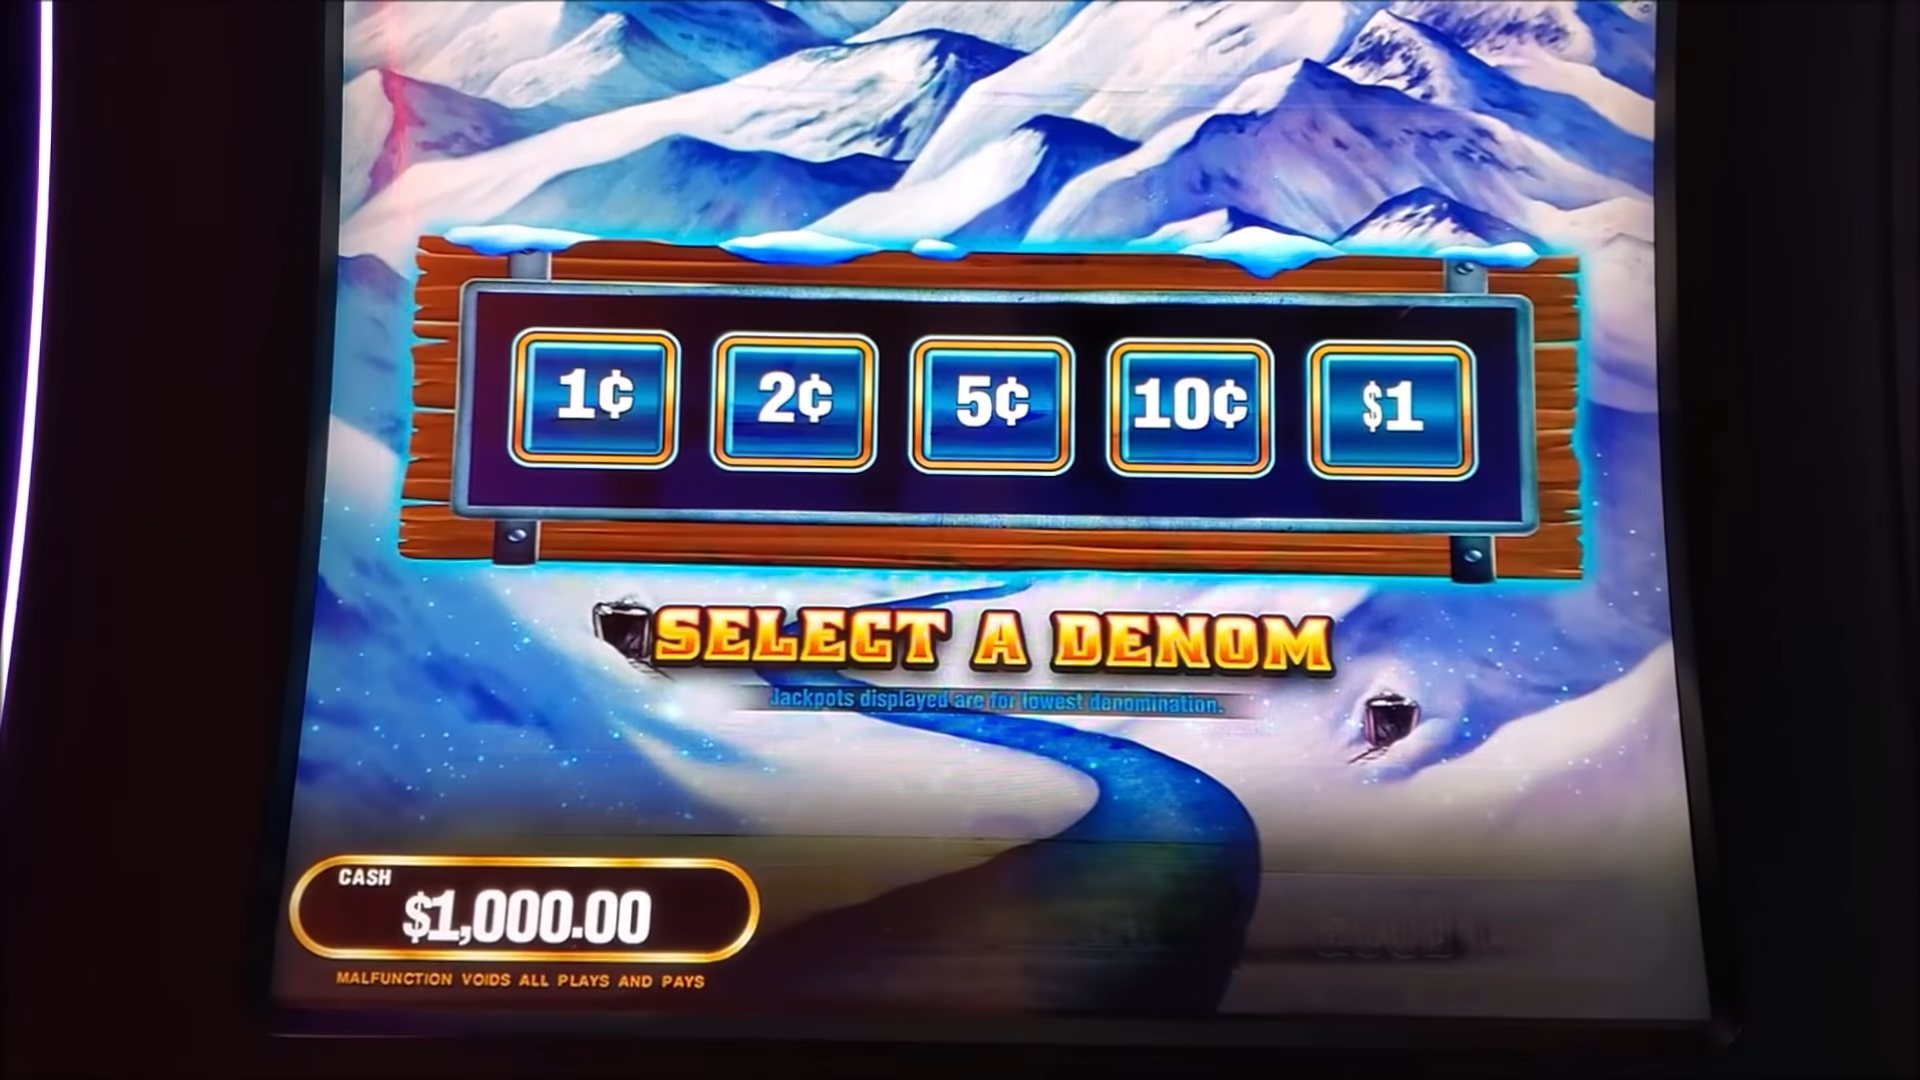 1¢ 2¢ 5¢ 10¢ $1
SELECT A DENOM
Jackpots displayed are for lowest denomination.
CASH
$1,000.00
MALFUNCTION VOIDS ALL PLAYS AND PAYS